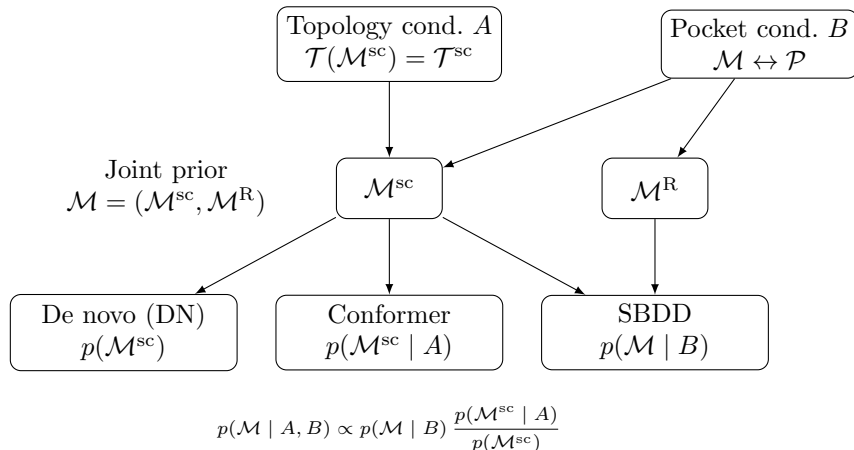 Topology cond. A
𝒯(ℳ^sc) = 𝒯^sc
Pocket cond. B
ℳ ↔ 𝒫
Joint prior
ℳ = (ℳ^sc, ℳ^R)
ℳ^sc
ℳ^R
De novo (DN)
p(ℳ^sc)
Conformer
p(ℳ^sc | A)
SBDD
p(ℳ | B)
p(ℳ | A, B) ∝ p(ℳ | B) p(ℳ^sc | A) / p(ℳ^sc)